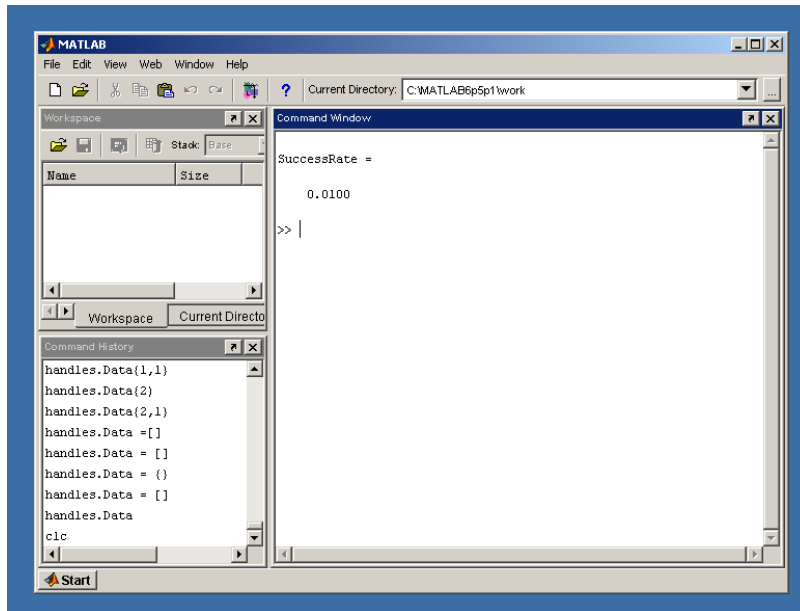 MATLAB
File Edit View Web Window Help
? Current Directory: C:\MATLAB6p5p1\work ...
Workspace
Stack: Base
Name Size
Workspace Current Directo
Command History
handles.Data{1,1}
handles.Data{2)
handles.Data{2,1}
handles.Data =[]
handles.Data = []
handles.Data = {}
handles.Data = []
handles.Data
clc
Command Window
SuccessRate =
0.0100
>>
Start